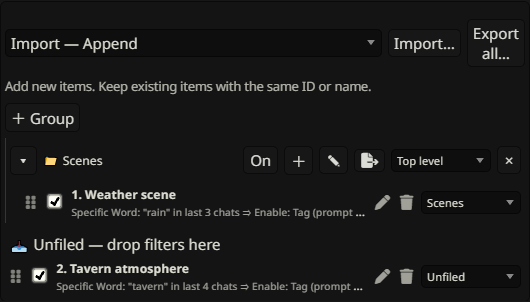 Import — Append
Import...
Export all...
Add new items. Keep existing items with the same ID or name.
+ Group
Scenes
On
+
Top level
×
1. Weather scene
Specific Word: "rain" in last 3 chats ⇒ Enable: Tag (prompt ...
Scenes
Unfiled — drop filters here
2. Tavern atmosphere
Specific Word: "tavern" in last 4 chats ⇒ Enable: Tag (prompt ...
Unfiled